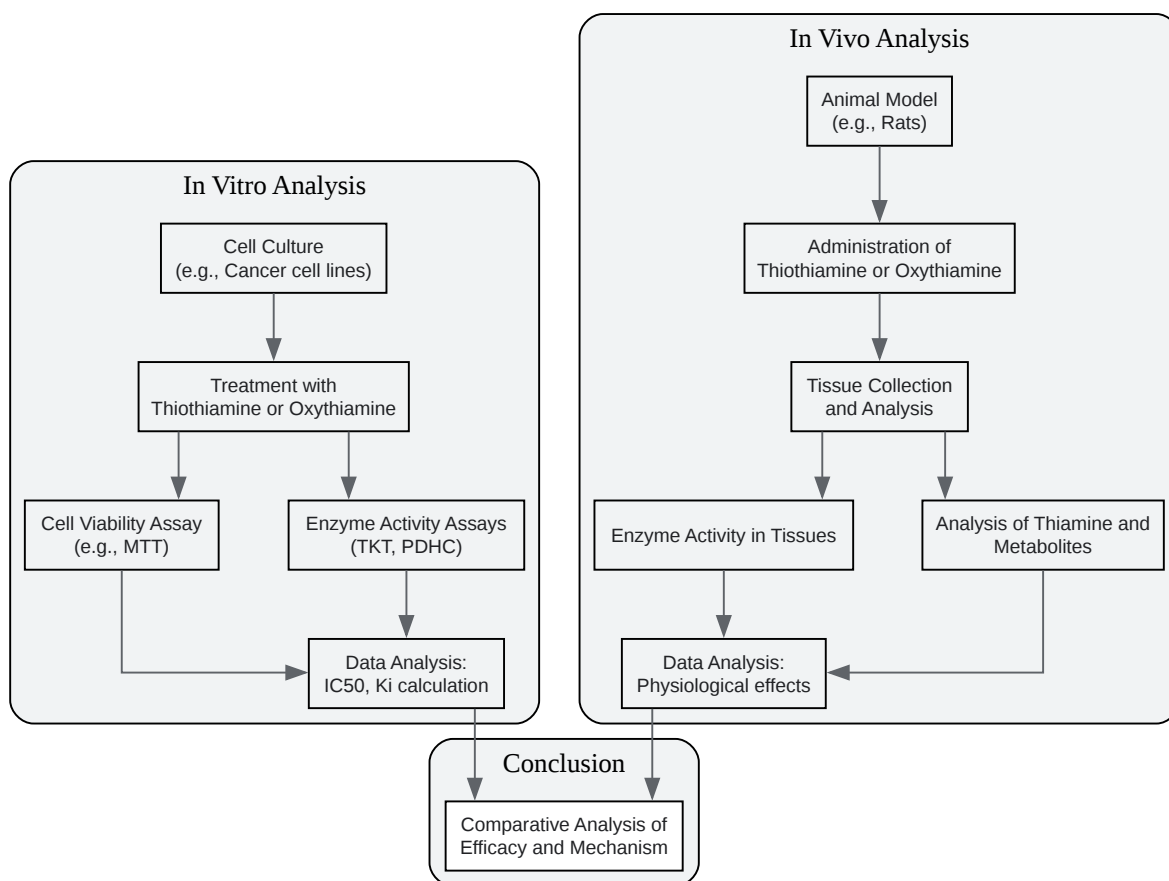 In Vitro Analysis
Cell Culture
(e.g., Cancer cell lines)
Treatment with
Thiothiamine or Oxythiamine
Cell Viability Assay
(e.g., MTT)
Enzyme Activity Assays
(TKT, PDHC)
Data Analysis:
IC50, Ki calculation
In Vivo Analysis
Animal Model
(e.g., Rats)
Administration of
Thiothiamine or Oxythiamine
Tissue Collection
and Analysis
Enzyme Activity in Tissues
Analysis of Thiamine and
Metabolites
Data Analysis:
Physiological effects
Conclusion
Comparative Analysis of
Efficacy and Mechanism